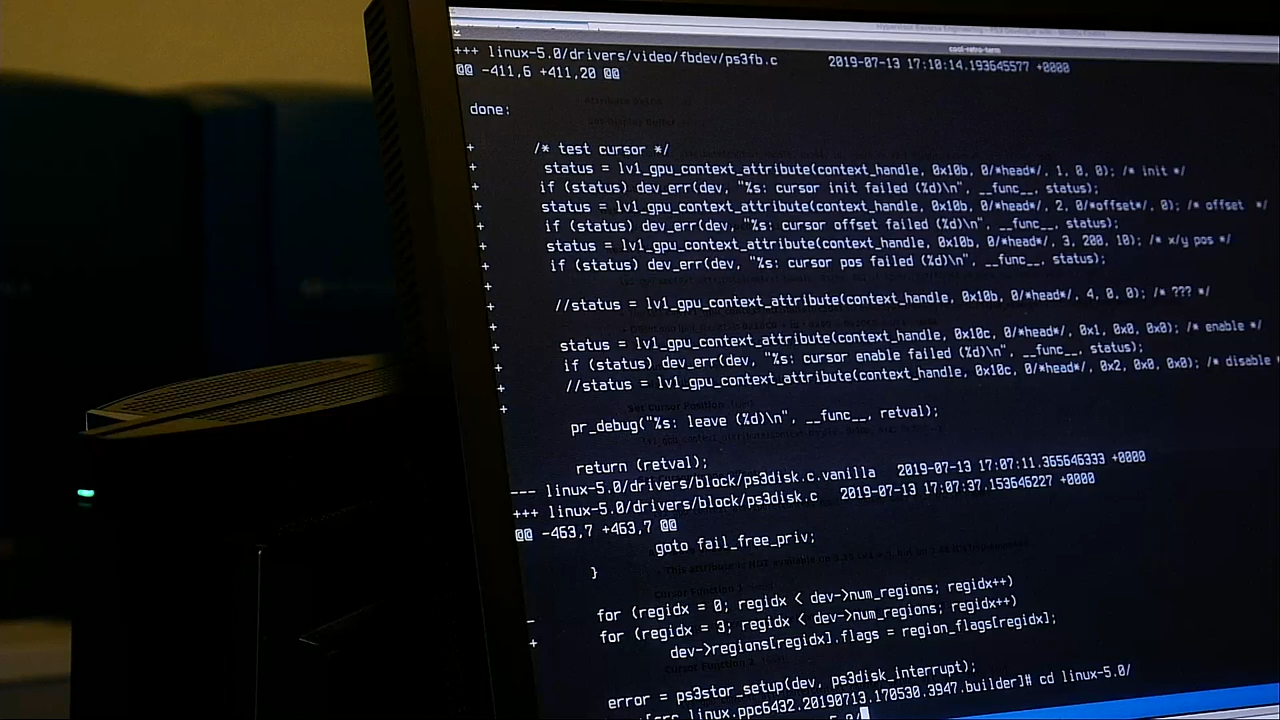 cool-retro-term
+++ linux-5.0/drivers/video/fbdev/ps3fb.c 2019-07-13 17:10:14.193645577 +0000
@@ -411,6 +411,20 @@
done:
+
+ /* test cursor */
+ status = lv1_gpu_context_attribute(context_handle, 0x10b, 0/*head*/, 1, 0, 0); /* init */
+ if (status) dev_err(dev, "%s: cursor init failed (%d)\n", __func__, status);
+ status = lv1_gpu_context_attribute(context_handle, 0x10b, 0/*head*/, 2, 0/*offset*/, 0); /* offset */
+ if (status) dev_err(dev, "%s: cursor offset failed (%d)\n", __func__, status);
+ status = lv1_gpu_context_attribute(context_handle, 0x10b, 0/*head*/, 3, 200, 10); /* x/y pos */
+ if (status) dev_err(dev, "%s: cursor pos failed (%d)\n", __func__, status);
+
+ //status = lv1_gpu_context_attribute(context_handle, 0x10b, 0/*head*/, 4, 0, 0); /* ??? */
+
+ status = lv1_gpu_context_attribute(context_handle, 0x10c, 0/*head*/, 0x1, 0x0, 0x0); /* enable */
+ if (status) dev_err(dev, "%s: cursor enable failed (%d)\n", __func__, status);
+ //status = lv1_gpu_context_attribute(context_handle, 0x10c, 0/*head*/, 0x2, 0x0, 0x0); /* disable
pr_debug("%s: leave (%d)\n", __func__, retval);
return (retval);
--- linux-5.0/drivers/block/ps3disk.c.vanilla 2019-07-13 17:07:11.365646333 +0000
+++ linux-5.0/drivers/block/ps3disk.c 2019-07-13 17:07:37.153646227 +0000
@@ -463,7 +463,7 @@
goto fail_free_priv;
}
- for (regidx = 0; regidx < dev->num_regions; regidx++)
+ for (regidx = 3; regidx < dev->num_regions; regidx++)
dev->regions[regidx].flags = region_flags[regidx];
error = ps3stor_setup(dev, ps3disk_interrupt);
linux.ppc6432.20190713.170530.3947.builder]# cd linux-5.0/